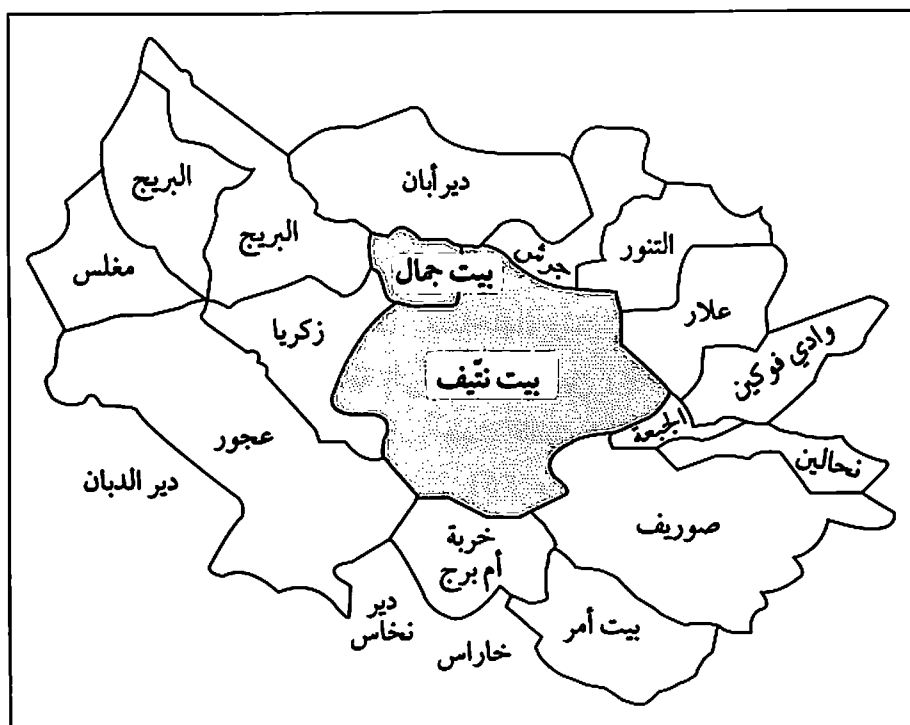 دير أبان
البريج
التنور
جرش
البريج
بيت جمال
مغلس
علار
زكريا
وادي فوكين
بيت نتّيف
الجبعة
عجور
نحالين
دير الدبان
صوريف
خربة
أم برج
دير
نخاس
بيت أمر
خاراس